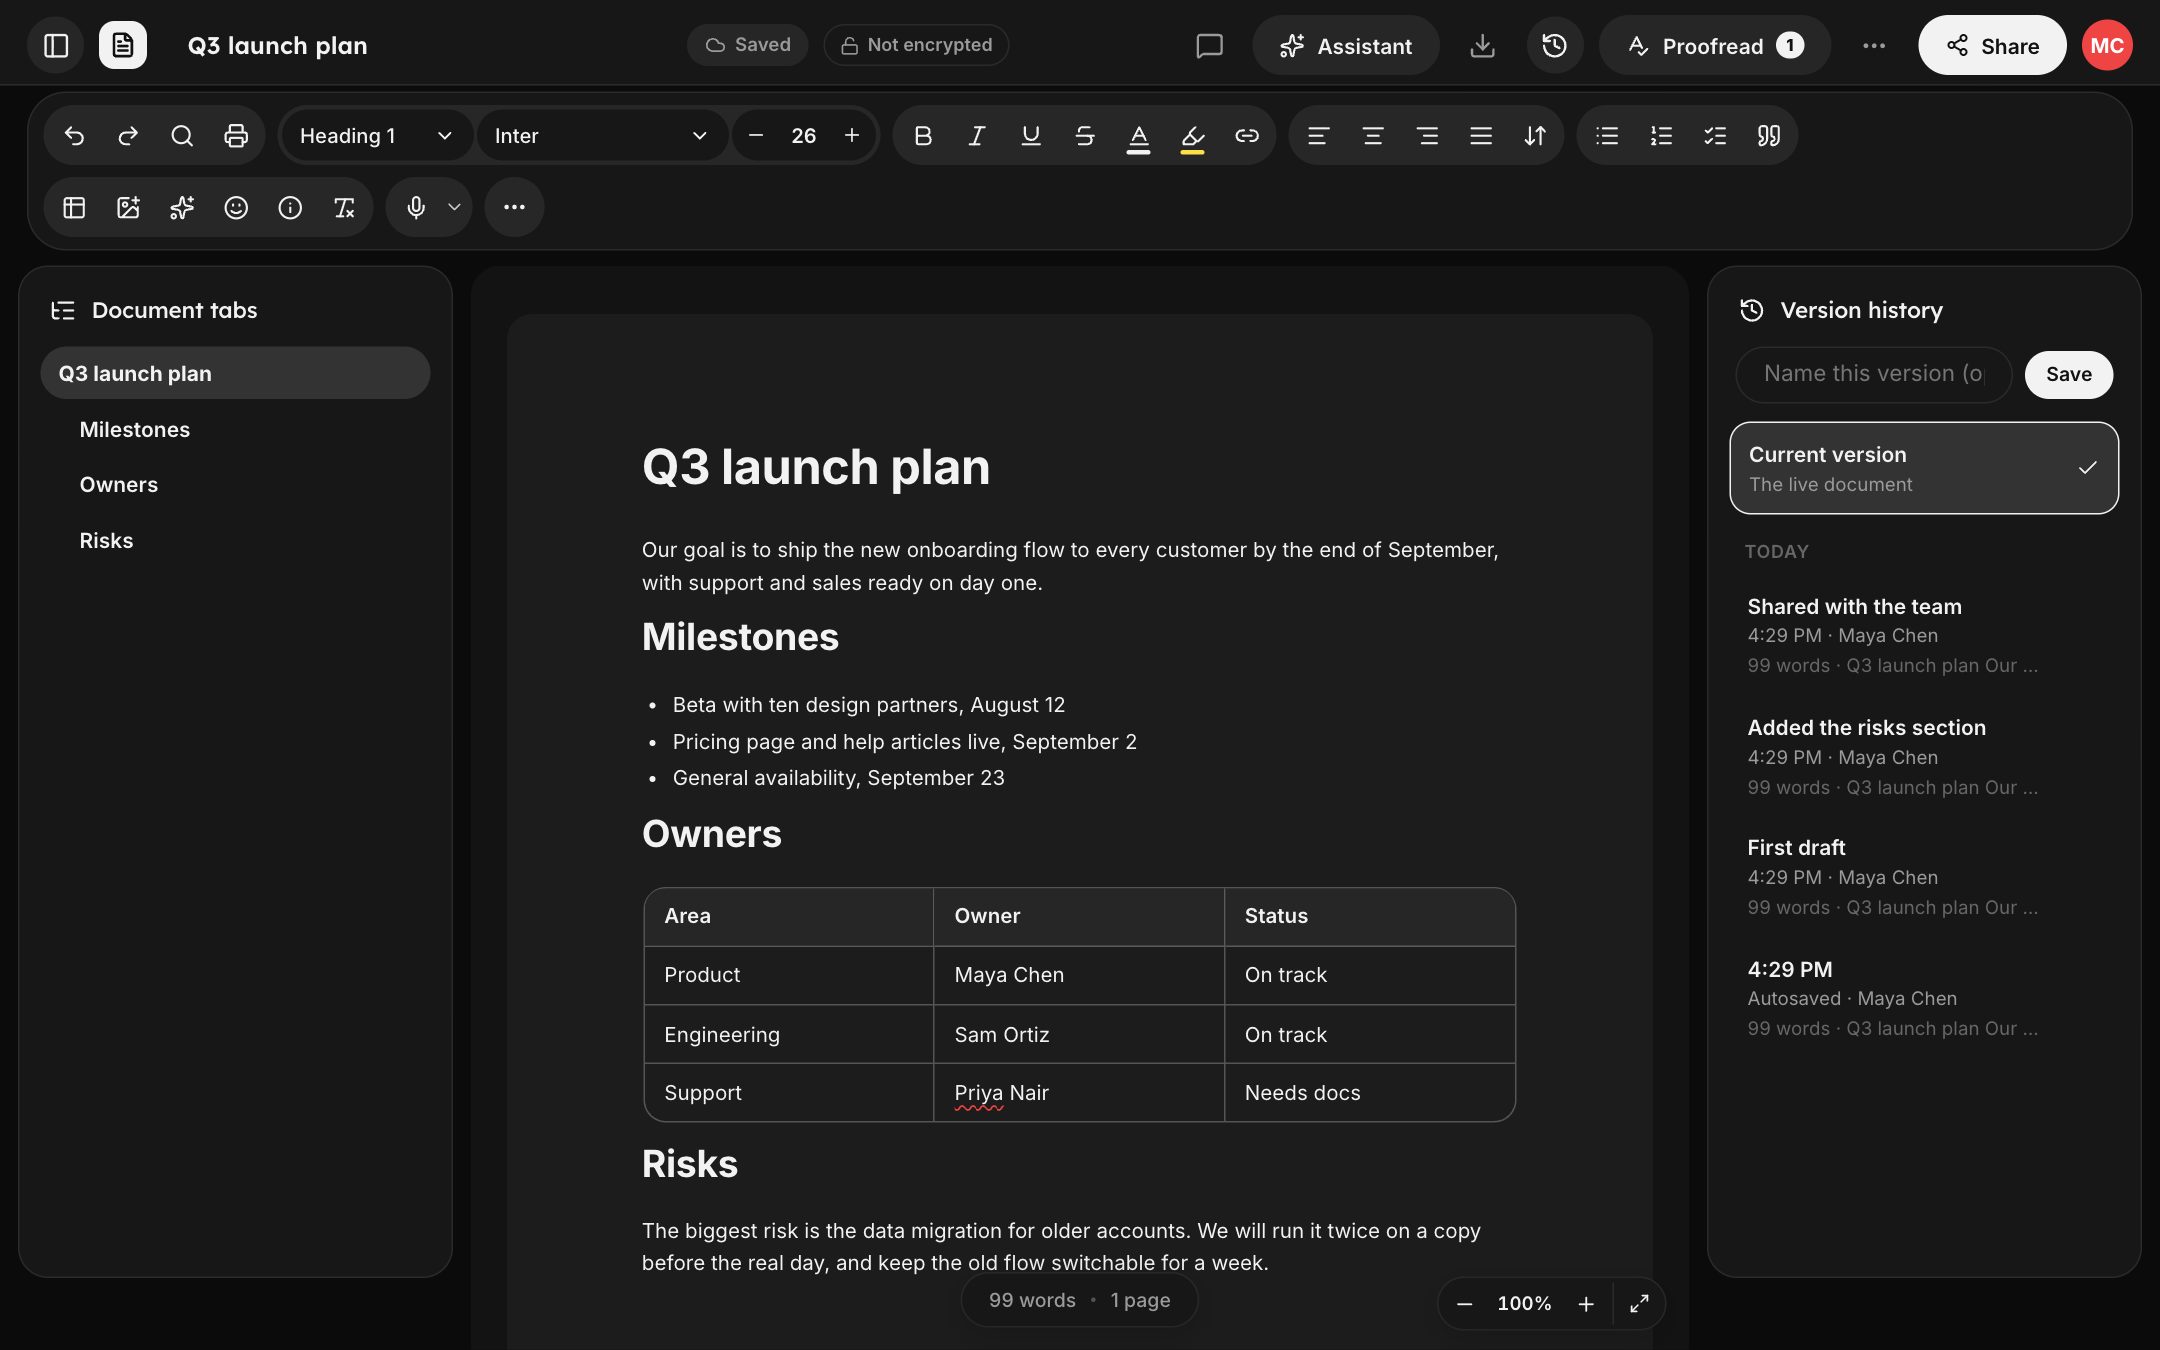 Q3 launch plan
Saved
Not encrypted
Assistant
Proofread 1
Share
MC
Heading 1
Inter
26
Document tabs
Q3 launch plan
Milestones
Owners
Risks
Q3 launch plan
Our goal is to ship the new onboarding flow to every customer by the end of September,
with support and sales ready on day one.
Milestones
• Beta with ten design partners, August 12
• Pricing page and help articles live, September 2
• General availability, September 23
Owners
Area Owner Status
Product Maya Chen On track
Engineering Sam Ortiz On track
Support Priya Nair Needs docs
Risks
The biggest risk is the data migration for older accounts. We will run it twice on a copy
before the real day, and keep the old flow switchable for a week.
99 words • 1 page
100%
Version history
Name this version (o
Save
Current version
The live document
TODAY
Shared with the team
4:29 PM · Maya Chen
99 words · Q3 launch plan Our ...
Added the risks section
4:29 PM · Maya Chen
99 words · Q3 launch plan Our ...
First draft
4:29 PM · Maya Chen
99 words · Q3 launch plan Our ...
4:29 PM
Autosaved · Maya Chen
99 words · Q3 launch plan Our ...